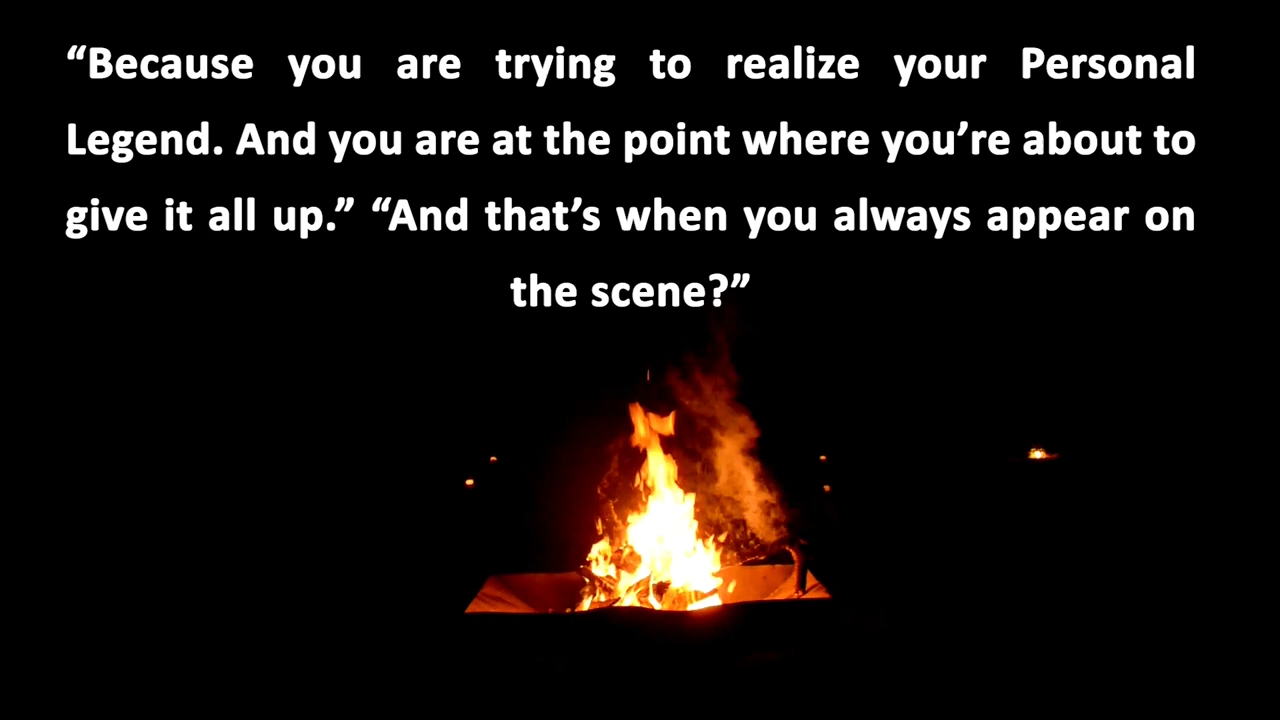 “Because you are trying to realize your Personal
Legend. And you are at the point where you’re about to
give it all up.” “And that’s when you always appear on
the scene?”